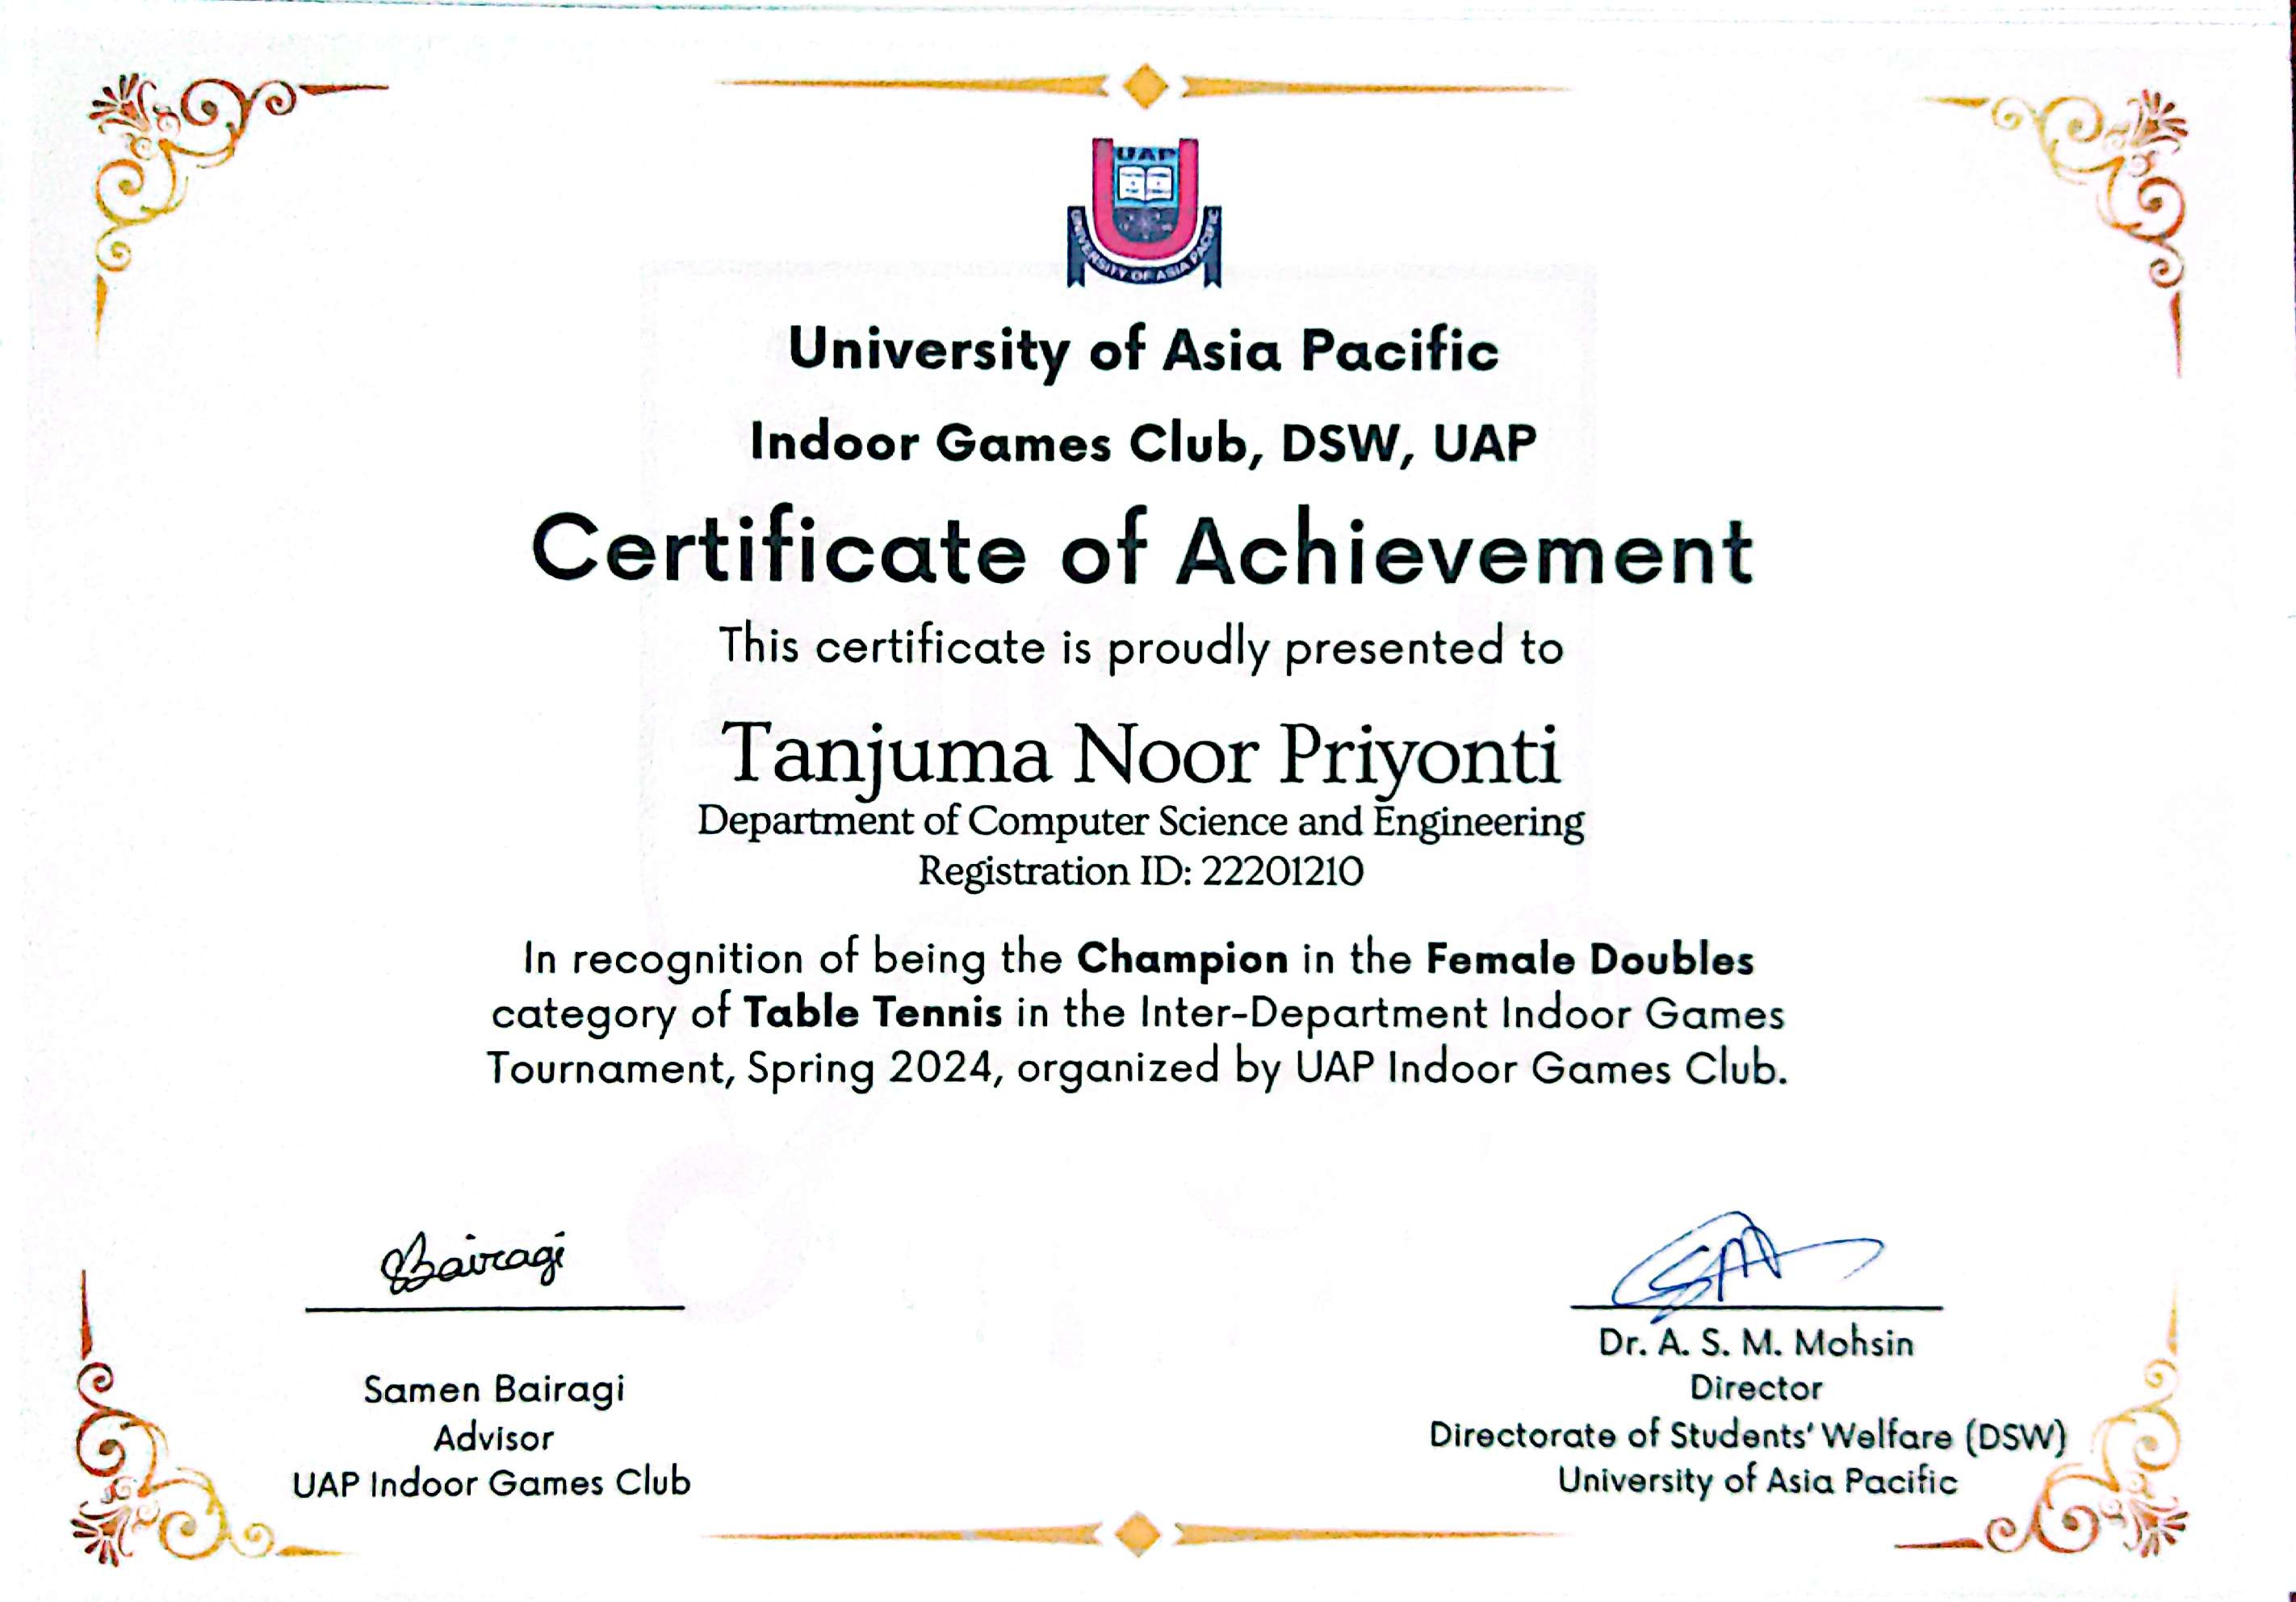 UAP
UNIVERSITY OF ASIA PACIFIC
University of Asia Pacific
Indoor Games Club, DSW, UAP
Certificate of Achievement
This certificate is proudly presented to
Tanjuma Noor Priyonti
Department of Computer Science and Engineering
Registration ID: 22201210
In recognition of being the Champion in the Female Doubles
category of Table Tennis in the Inter-Department Indoor Games
Tournament, Spring 2024, organized by UAP Indoor Games Club.
SBairagi
Samen Bairagi
Advisor
UAP Indoor Games Club
Dr. A. S. M. Mohsin
Director
Directorate of Students' Welfare (DSW)
University of Asia Pacific